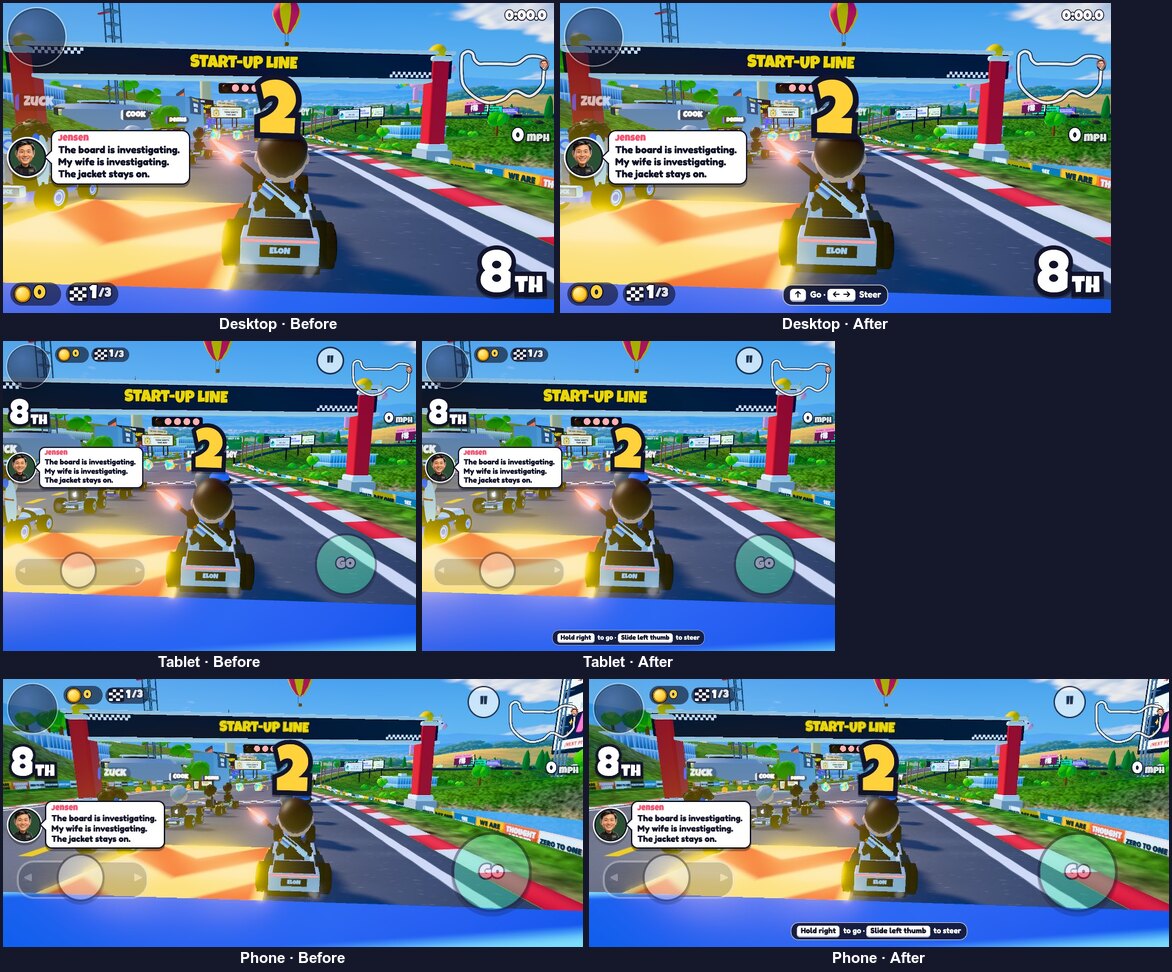 0:00.0
START-UP LINE
2
ZUCK
COOK
0 MPH
Jensen
The board is investigating.
My wife is investigating.
The jacket stays on.
WE ARE
ELON
0
1/3
8TH
Desktop · Before
0:00.0
START-UP LINE
2
ZUCK
COOK
0 MPH
Jensen
The board is investigating.
My wife is investigating.
The jacket stays on.
WE ARE
ELON
0
1/3
↑ Go · ← → Steer
8TH
Desktop · After
0
1/3
START-UP LINE
8TH
0 MPH
2
Jensen
The board is investigating.
My wife is investigating.
The jacket stays on.
GO
ELON
Tablet · Before
0
1/3
START-UP LINE
8TH
0 MPH
2
Jensen
The board is investigating.
My wife is investigating.
The jacket stays on.
GO
ELON
Hold right to go · Slide left thumb to steer
Tablet · After
0
1/3
START-UP LINE
8TH
2
0 MPH
ZUCK
COOK
Jensen
The board is investigating.
My wife is investigating.
The jacket stays on.
WE ARE
THOUGHT
ZERO TO ONE
GO
ELON
Phone · Before
0
1/3
START-UP LINE
8TH
2
0 MPH
ZUCK
COOK
Jensen
The board is investigating.
My wife is investigating.
The jacket stays on.
WE ARE
THOUGHT
ZERO TO ONE
GO
ELON
Hold right to go · Slide left thumb to steer
Phone · After